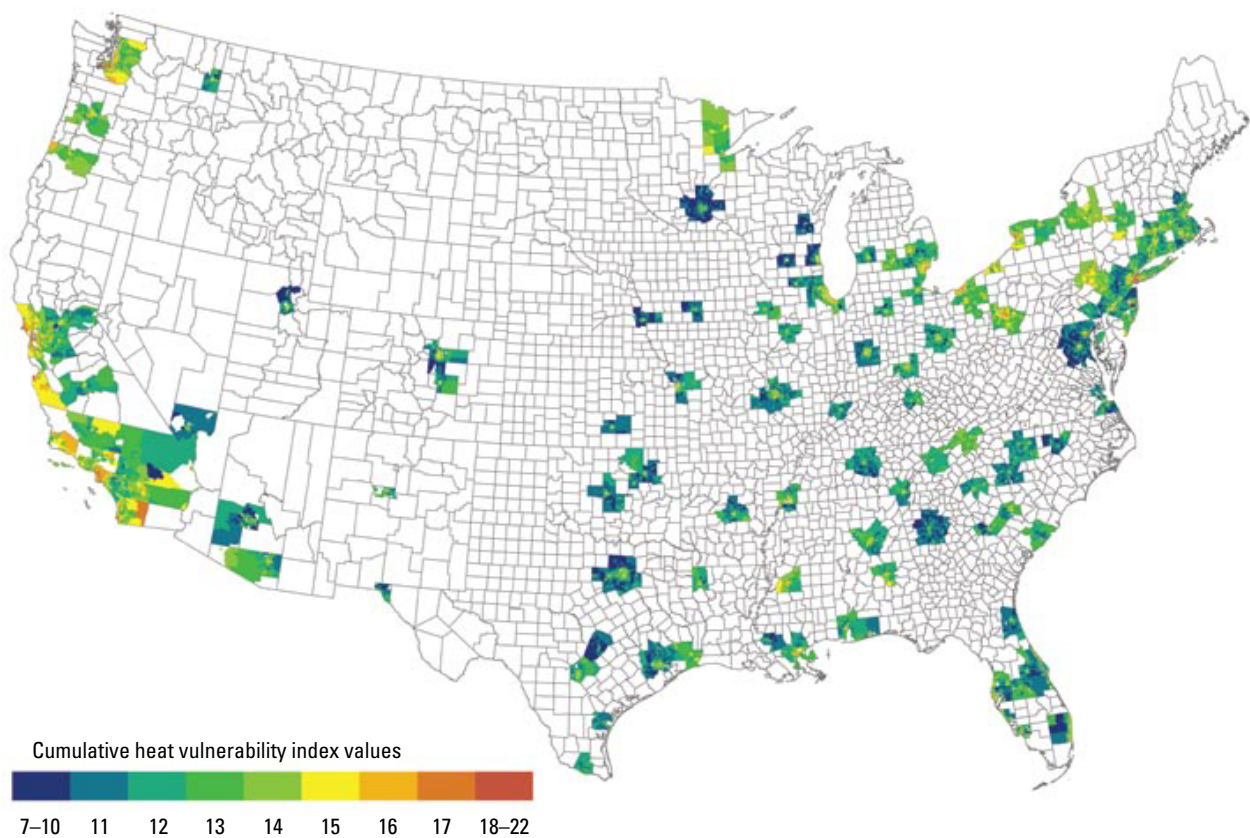 Cumulative heat vulnerability index values
7–10 11 12 13 14 15 16 17 18–22